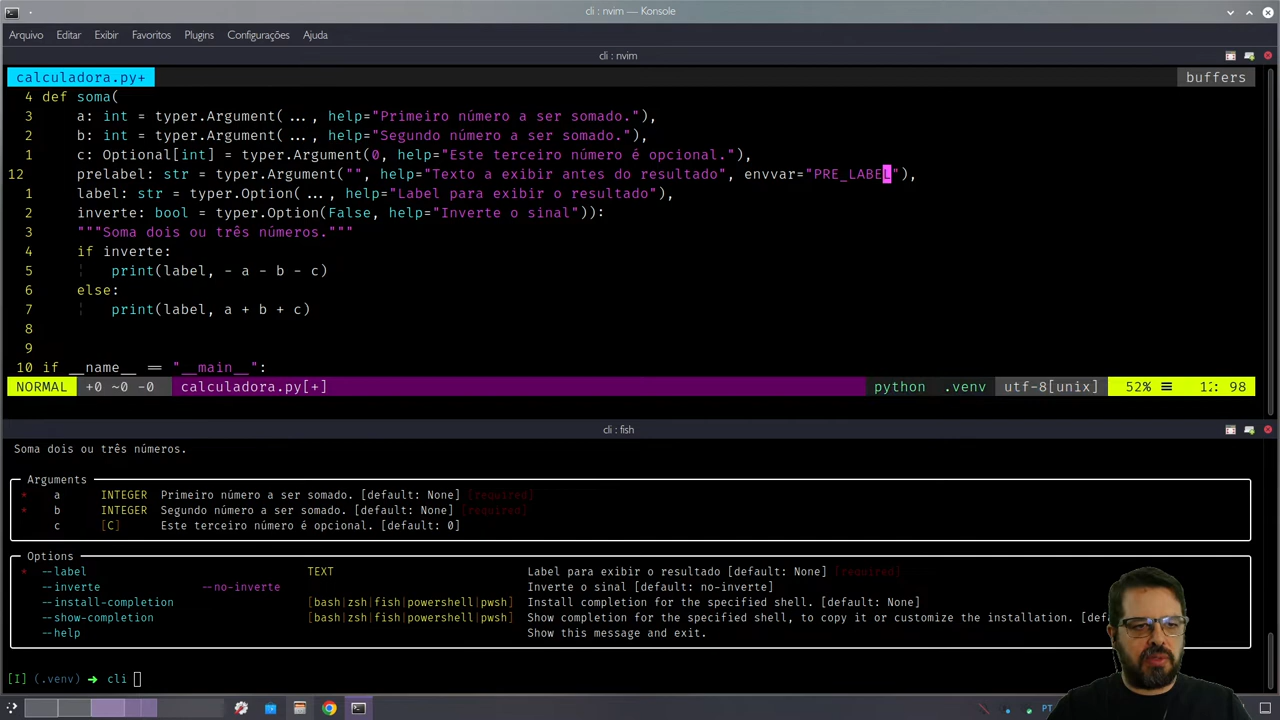 cli : nvim — Konsole
Arquivo Editar Exibir Favoritos Plugins Configurações Ajuda
cli : nvim
calculadora.py+ buffers
4 def soma(
3 a: int = typer.Argument(..., help="Primeiro número a ser somado."),
2 b: int = typer.Argument(..., help="Segundo número a ser somado."),
1 c: Optional[int] = typer.Argument(0, help="Este terceiro número é opcional."),
12 prelabel: str = typer.Argument("", help="Texto a exibir antes do resultado", envvar="PRE_LABEL"),
1 label: str = typer.Option(..., help="Label para exibir o resultado"),
2 inverte: bool = typer.Option(False, help="Inverte o sinal")):
3 """Soma dois ou três números."""
4 if inverte:
5 print(label, - a - b - c)
6 else:
7 print(label, a + b + c)
8
9
10 if __name__ == "__main__":
NORMAL +0 ~0 -0 calculadora.py[+] python .venv utf-8[unix] 52% ☰ 12: 98
cli : fish
Soma dois ou três números.
Arguments
* a INTEGER Primeiro número a ser somado. [default: None] [required]
* b INTEGER Segundo número a ser somado. [default: None] [required]
c [C] Este terceiro número é opcional. [default: 0]
Options
* --label TEXT Label para exibir o resultado [default: None] [required]
--inverte --no-inverte Inverte o sinal [default: no-inverte]
--install-completion [bash|zsh|fish|powershell|pwsh] Install completion for the specified shell. [default: None]
--show-completion [bash|zsh|fish|powershell|pwsh] Show completion for the specified shell, to copy it or customize the installation.
--help Show this message and exit.
[I] (.venv) ➜ cli
PT